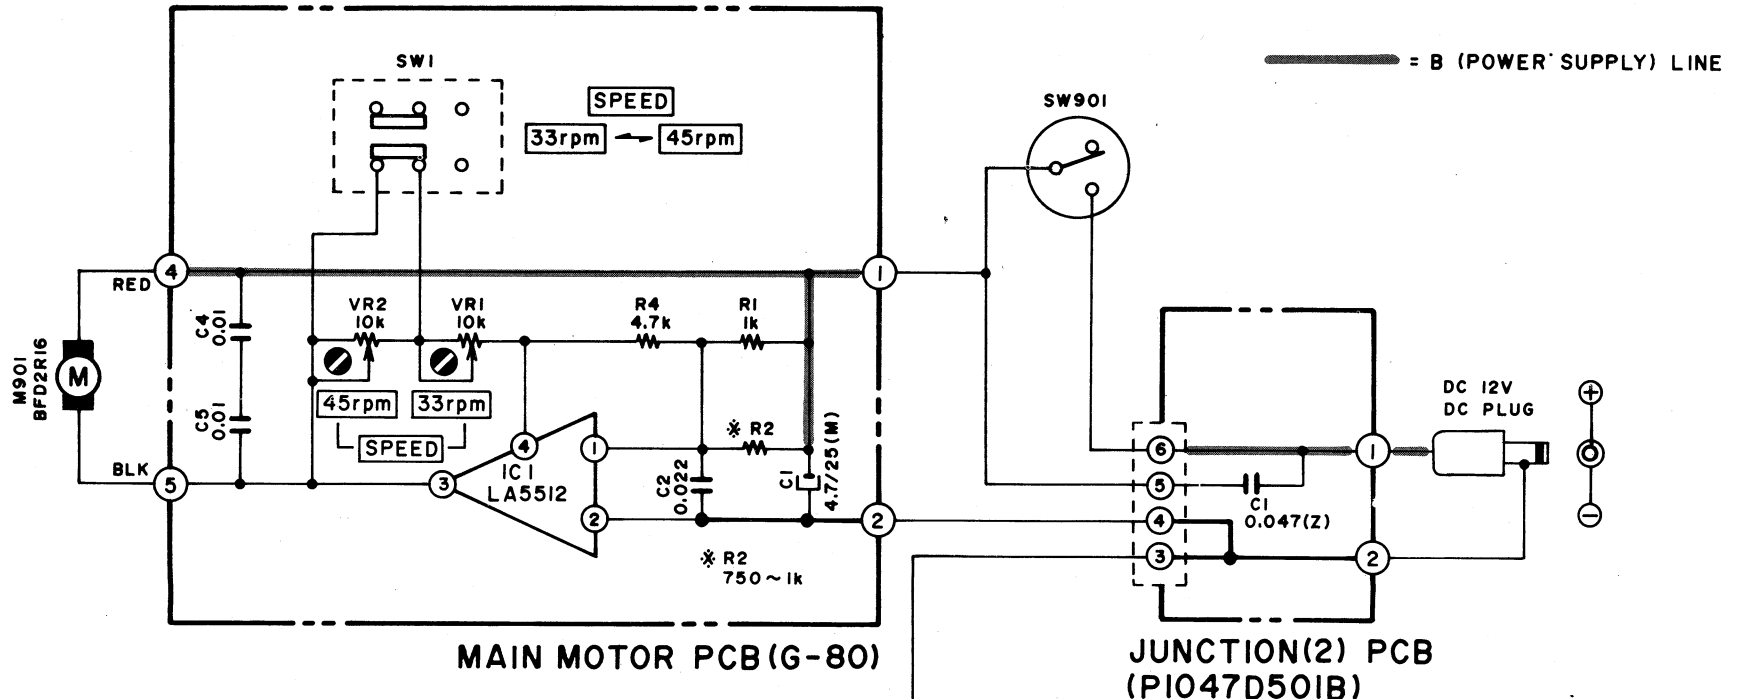 SW1
SPEED
33rpm
45rpm
SW901
= B (POWER SUPPLY) LINE
4
RED
1
M901
BFD2R16
M
C4
0.01
C5
0.01
VR2
10k
VR1
10k
R4
4.7k
R1
1k
45rpm
33rpm
SPEED
※ R2
4
1
IC1
LA5512
3
2
C2
0.022
C1
4.7/25(M)
BLK
5
2
※ R2
750~1k
6
5
4
3
C1
0.047(Z)
1
2
DC 12V
DC PLUG
+
−
MAIN MOTOR PCB(G-80)
JUNCTION(2) PCB
(P1047D501B)